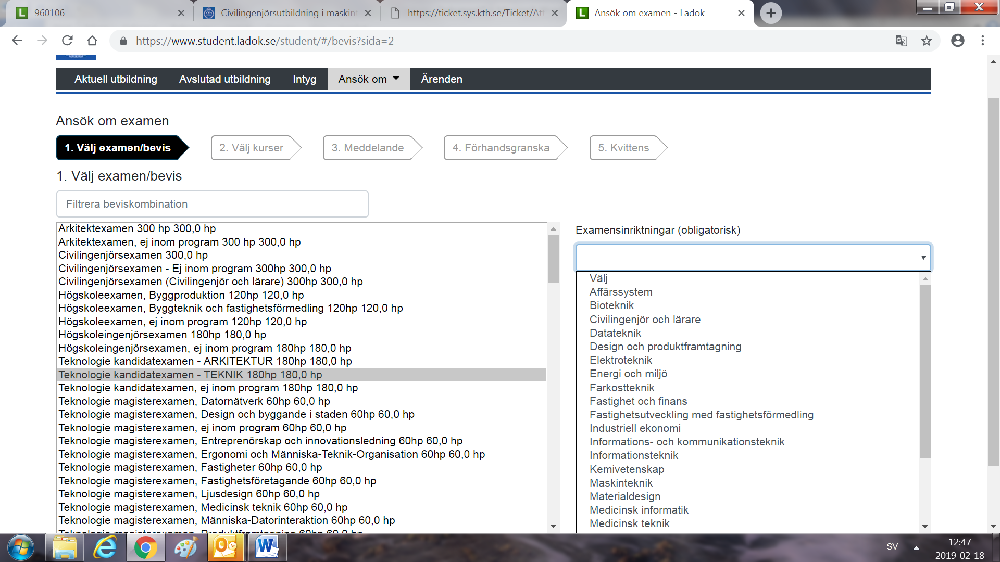 960106
Civilingenjörsutbildning i maskint
https://ticket.sys.kth.se/Ticket/Att
Ansök om examen - Ladok
https://www.student.ladok.se/student/#/bevis?sida=2
Aktuell utbildning
Avslutad utbildning
Intyg
Ansök om
Ärenden
Ansök om examen
1. Välj examen/bevis
2. Välj kurser
3. Meddelande
4. Förhandsgranska
5. Kvittens
1. Välj examen/bevis
Filtrera beviskombination
Arkitektexamen 300 hp 300,0 hp
Arkitektexamen, ej inom program 300 hp 300,0 hp
Civilingenjörsexamen 300,0 hp
Civilingenjörsexamen - Ej inom program 300hp 300,0 hp
Civilingenjörsexamen (Civilingenjör och lärare) 300hp 300,0 hp
Högskoleexamen, Byggproduktion 120hp 120,0 hp
Högskoleexamen, Byggteknik och fastighetsförmedling 120hp 120,0 hp
Högskoleexamen, ej inom program 120hp 120,0 hp
Högskoleingenjörsexamen 180hp 180,0 hp
Högskoleingenjörsexamen, ej inom program 180hp 180,0 hp
Teknologie kandidatexamen - ARKITEKTUR 180hp 180,0 hp
Teknologie kandidatexamen - TEKNIK 180hp 180,0 hp
Teknologie kandidatexamen, ej inom program 180hp 180,0 hp
Teknologie magisterexamen, Datornätverk 60hp 60,0 hp
Teknologie magisterexamen, Design och byggande i staden 60hp 60,0 hp
Teknologie magisterexamen, ej inom program 60hp 60,0 hp
Teknologie magisterexamen, Entreprenörskap och innovationsledning 60hp 60,0 hp
Teknologie magisterexamen, Ergonomi och Människa-Teknik-Organisation 60hp 60,0 hp
Teknologie magisterexamen, Fastigheter 60hp 60,0 hp
Teknologie magisterexamen, Fastighetsföretagande 60hp 60,0 hp
Teknologie magisterexamen, Ljusdesign 60hp 60,0 hp
Teknologie magisterexamen, Medicinsk teknik 60hp 60,0 hp
Teknologie magisterexamen, Människa-Datorinteraktion 60hp 60,0 hp
Teknologie magisterexamen, Produktframtagning 60hp 60,0 hp
Examensinriktningar (obligatorisk)
Välj
Affärssystem
Bioteknik
Civilingenjör och lärare
Datateknik
Design och produktframtagning
Elektroteknik
Energi och miljö
Farkostteknik
Fastighet och finans
Fastighetsutveckling med fastighetsförmedling
Industriell ekonomi
Informations- och kommunikationsteknik
Informationsteknik
Kemivetenskap
Maskinteknik
Materialdesign
Medicinsk informatik
Medicinsk teknik
SV
12:47
2019-02-18